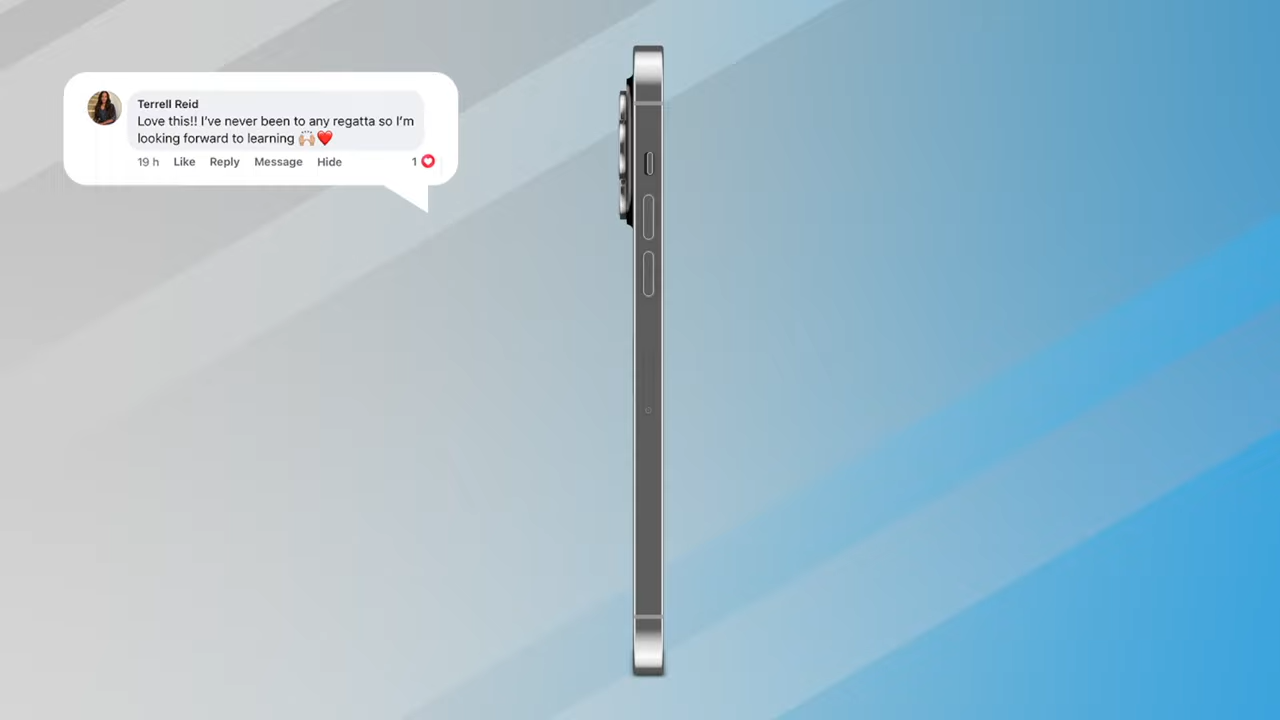 Terrell Reid
Love this!! I’ve never been to any regatta so I’m
looking forward to learning 🙌🏼❤️
19 h Like Reply Message Hide 1